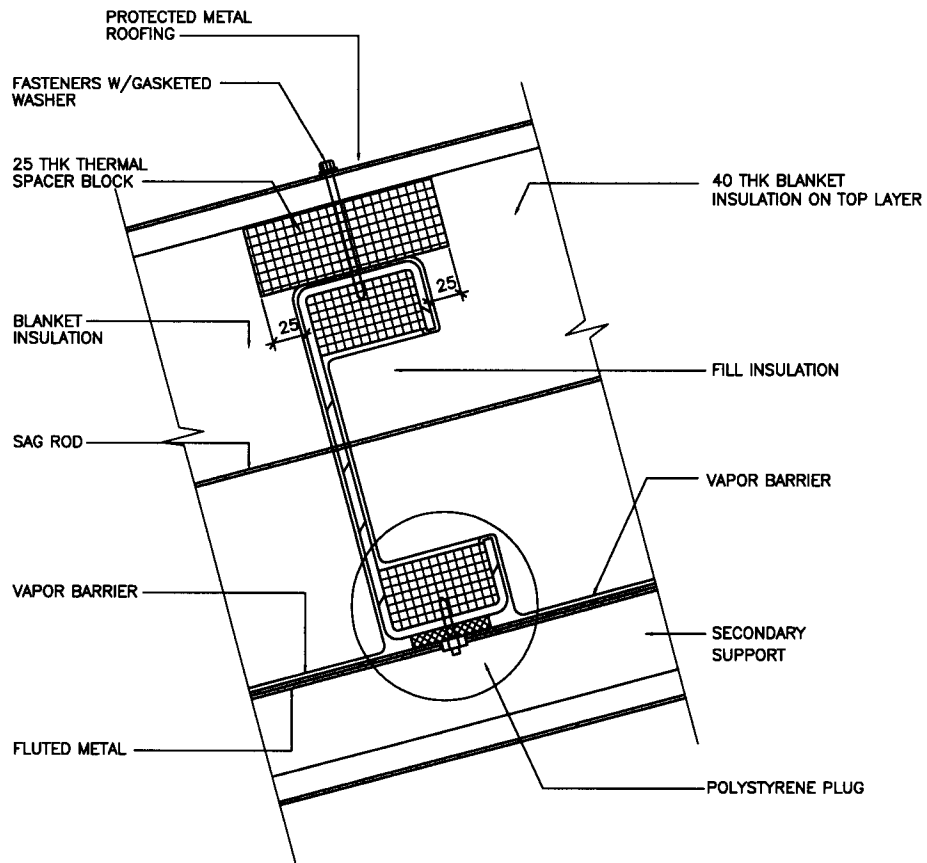 PROTECTED METAL
ROOFING
FASTENERS W/GASKETED
WASHER
25 THK THERMAL
SPACER BLOCK
40 THK BLANKET
INSULATION ON TOP LAYER
25
25
BLANKET
INSULATION
FILL INSULATION
SAG ROD
VAPOR BARRIER
VAPOR BARRIER
SECONDARY
SUPPORT
FLUTED METAL
POLYSTYRENE PLUG